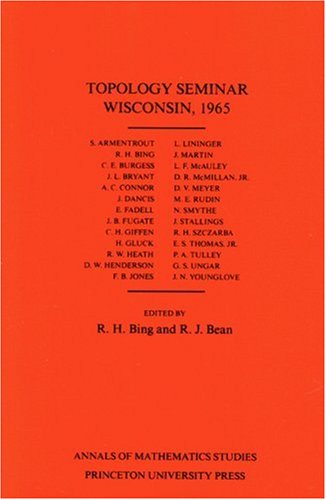 TOPOLOGY SEMINAR
WISCONSIN, 1965
S. ARMENTROUT
R. H. BING
C. E. BURGESS
J. L. BRYANT
A. C. CONNOR
J. DANCIS
E. FADELL
J. B. FUGATE
C. H. GIFFEN
H. GLUCK
R. W. HEATH
D. W. HENDERSON
F. B. JONES
L. LININGER
J. MARTIN
L. F. McAULEY
D. R. McMILLAN, JR.
D. V. MEYER
M. E. RUDIN
N. SMYTHE
J. STALLINGS
R. H. SZCZARBA
E. S. THOMAS, JR.
P. A. TULLEY
G. S. UNGAR
J. N. YOUNGLOVE
EDITED BY
R. H. Bing and R. J. Bean
ANNALS OF MATHEMATICS STUDIES
PRINCETON UNIVERSITY PRESS